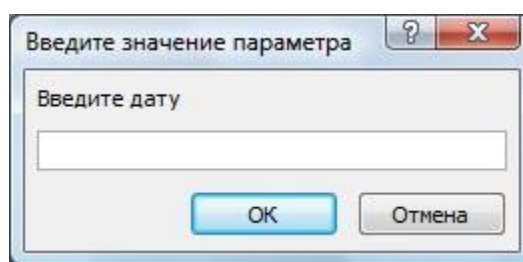 Введите значение параметра
Введите дату
ОК
Отмена